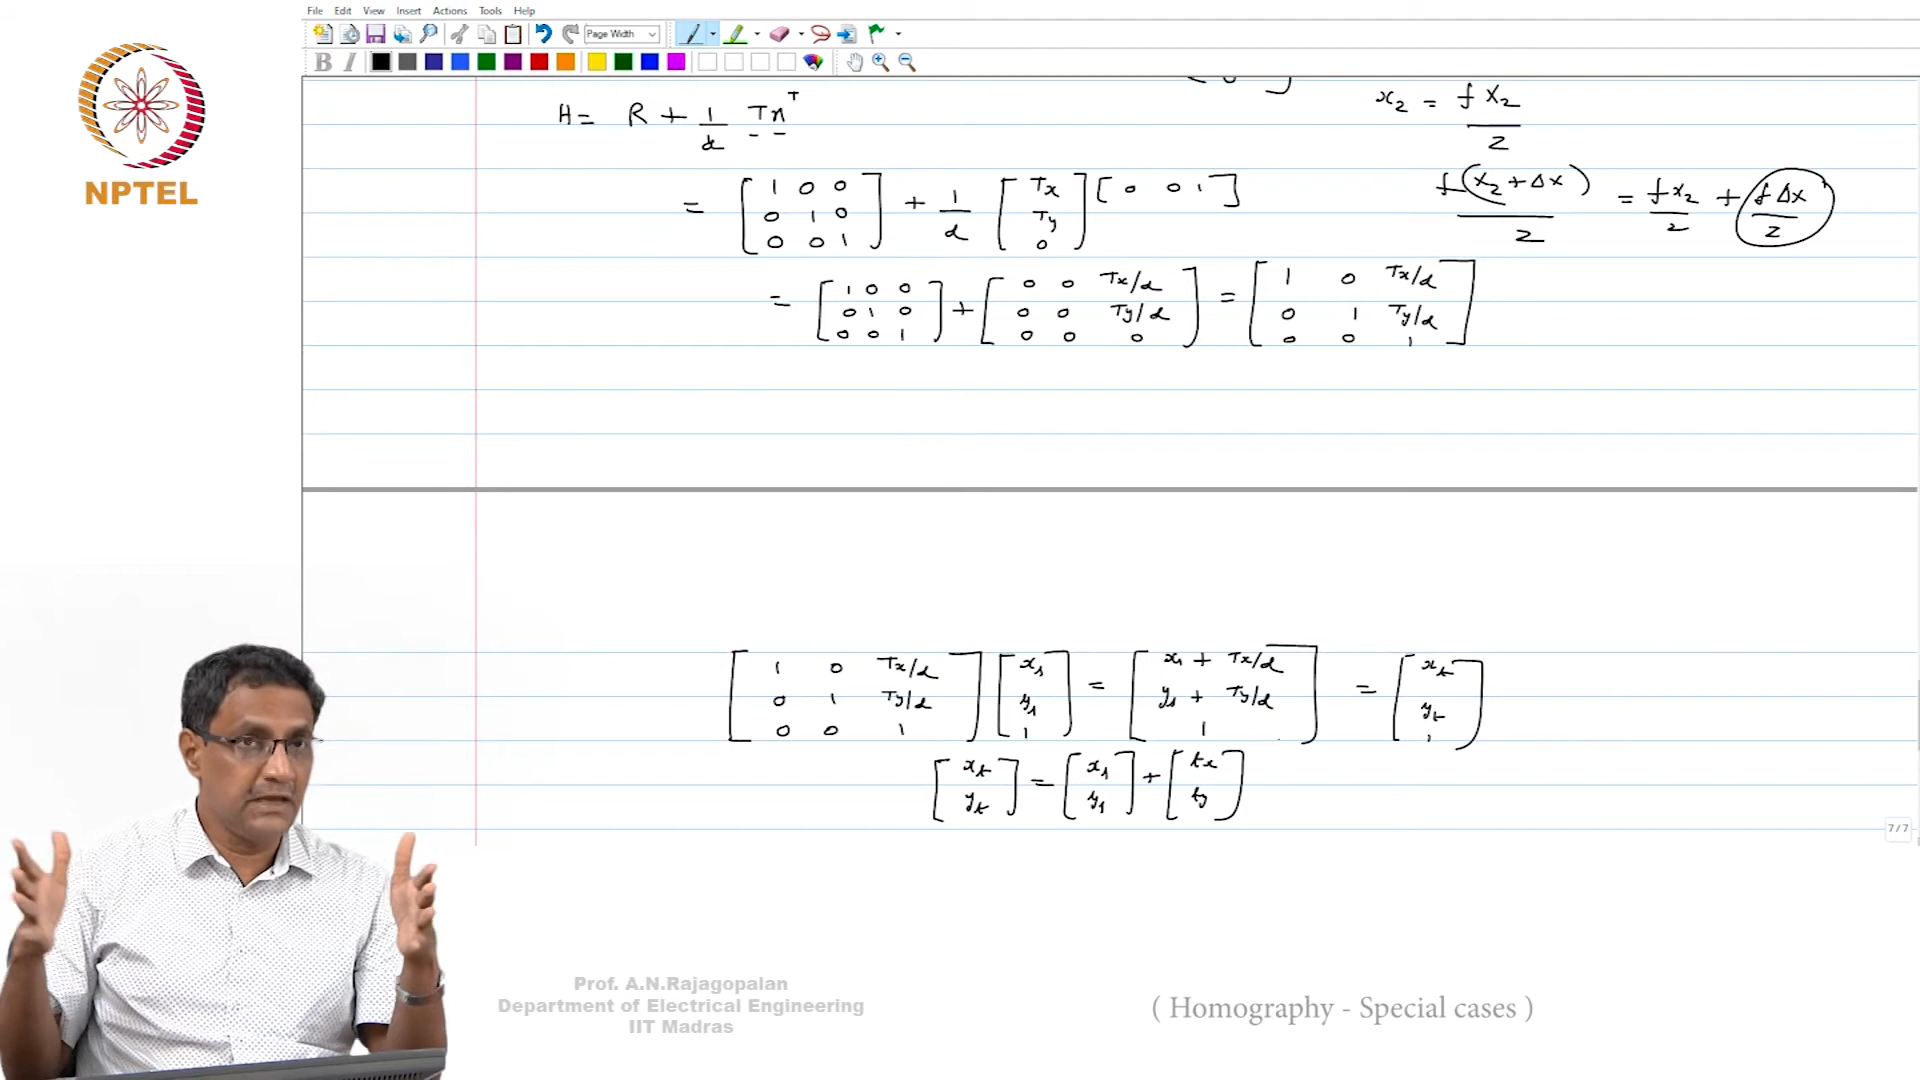 File Edit View Insert Actions Tools Help
Page Width
B I
NPTEL
H = R + 1/d T n^T
x₂ = f X₂ / Z
= [1 0 0; 0 1 0; 0 0 1] + 1/d [Tx; Ty; 0] [0 0 1]
f (X₂ + Δx) / Z = f x₂ / Z + f Δx / Z
= [1 0 0; 0 1 0; 0 0 1] + [0 0 Tx/d; 0 0 Ty/d; 0 0 0] = [1 0 Tx/d; 0 1 Ty/d; 0 0 1]
[1 0 Tx/d; 0 1 Ty/d; 0 0 1] [x₁; y₁; 1] = [x₁ + Tx/d; y₁ + Ty/d; 1] = [x_t; y_t; 1]
[x_t; y_t] = [x₁; y₁] + [tx; ty]
7/7
Prof. A.N.Rajagopalan
Department of Electrical Engineering
IIT Madras
( Homography - Special cases )